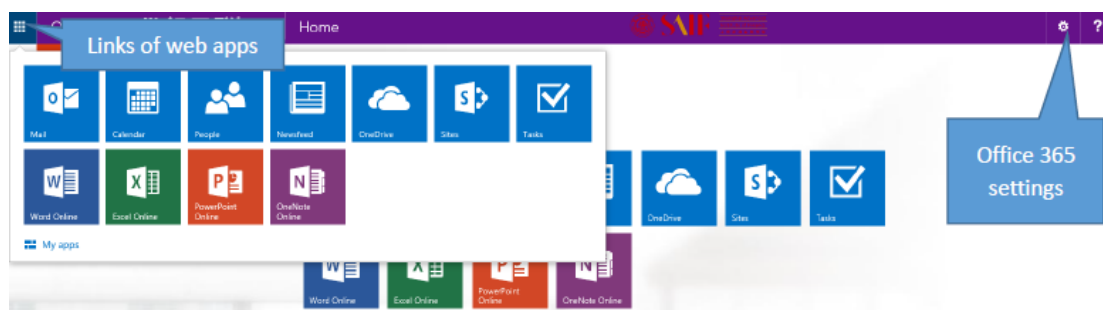 Home
SAIF
?
Links of web apps
Office 365
settings
Mail
Calendar
People
Newsfeed
OneDrive
Sites
Tasks
Word Online
Excel Online
PowerPoint
Online
OneNote
Online
My apps
OneDrive
Sites
Tasks
Word Online
Excel Online
PowerPoint
Online
OneNote Online